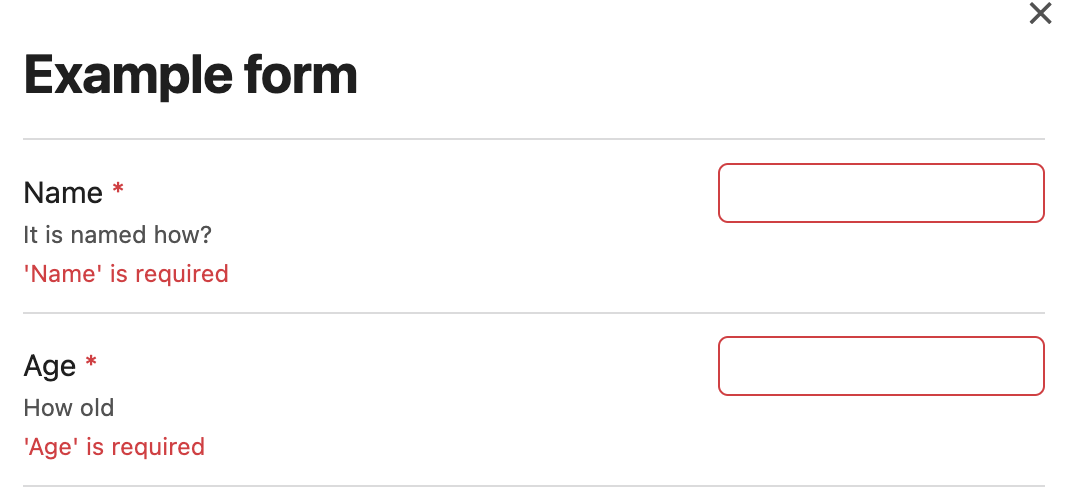 Example form
Name *
It is named how?
'Name' is required
Age *
How old
'Age' is required